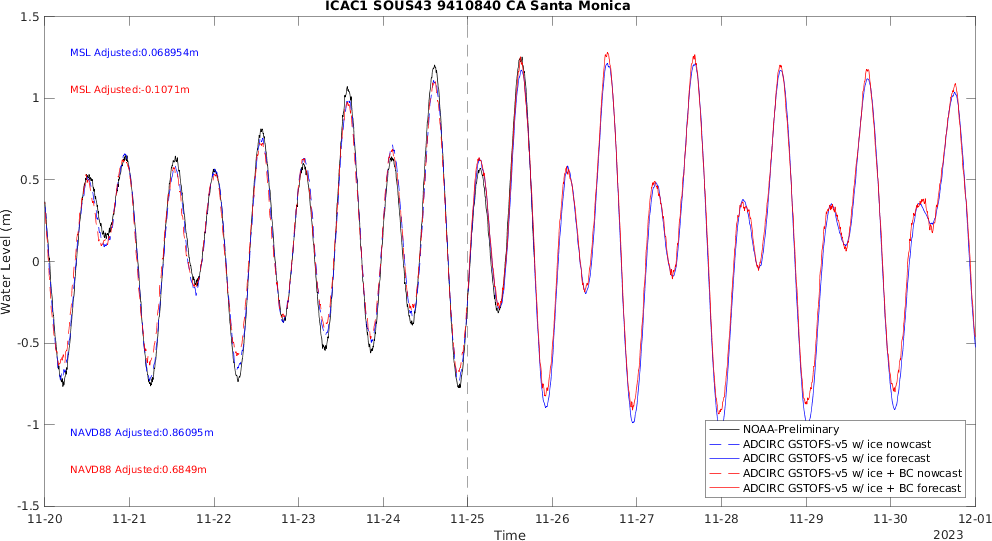 ICAC1 SOUS43 9410840 CA Santa Monica
1.5
1
0.5
0
-0.5
-1
-1.5
Water Level (m)
MSL Adjusted:0.068954m
MSL Adjusted:-0.1071m
NAVD88 Adjusted:0.86095m
NAVD88 Adjusted:0.6849m
NOAA-Preliminary
ADCIRC GSTOFS-v5 w/ ice nowcast
ADCIRC GSTOFS-v5 w/ ice forecast
ADCIRC GSTOFS-v5 w/ ice + BC nowcast
ADCIRC GSTOFS-v5 w/ ice + BC forecast
11-20 11-21 11-22 11-23 11-24 11-25 11-26 11-27 11-28 11-29 11-30 12-01
Time
2023